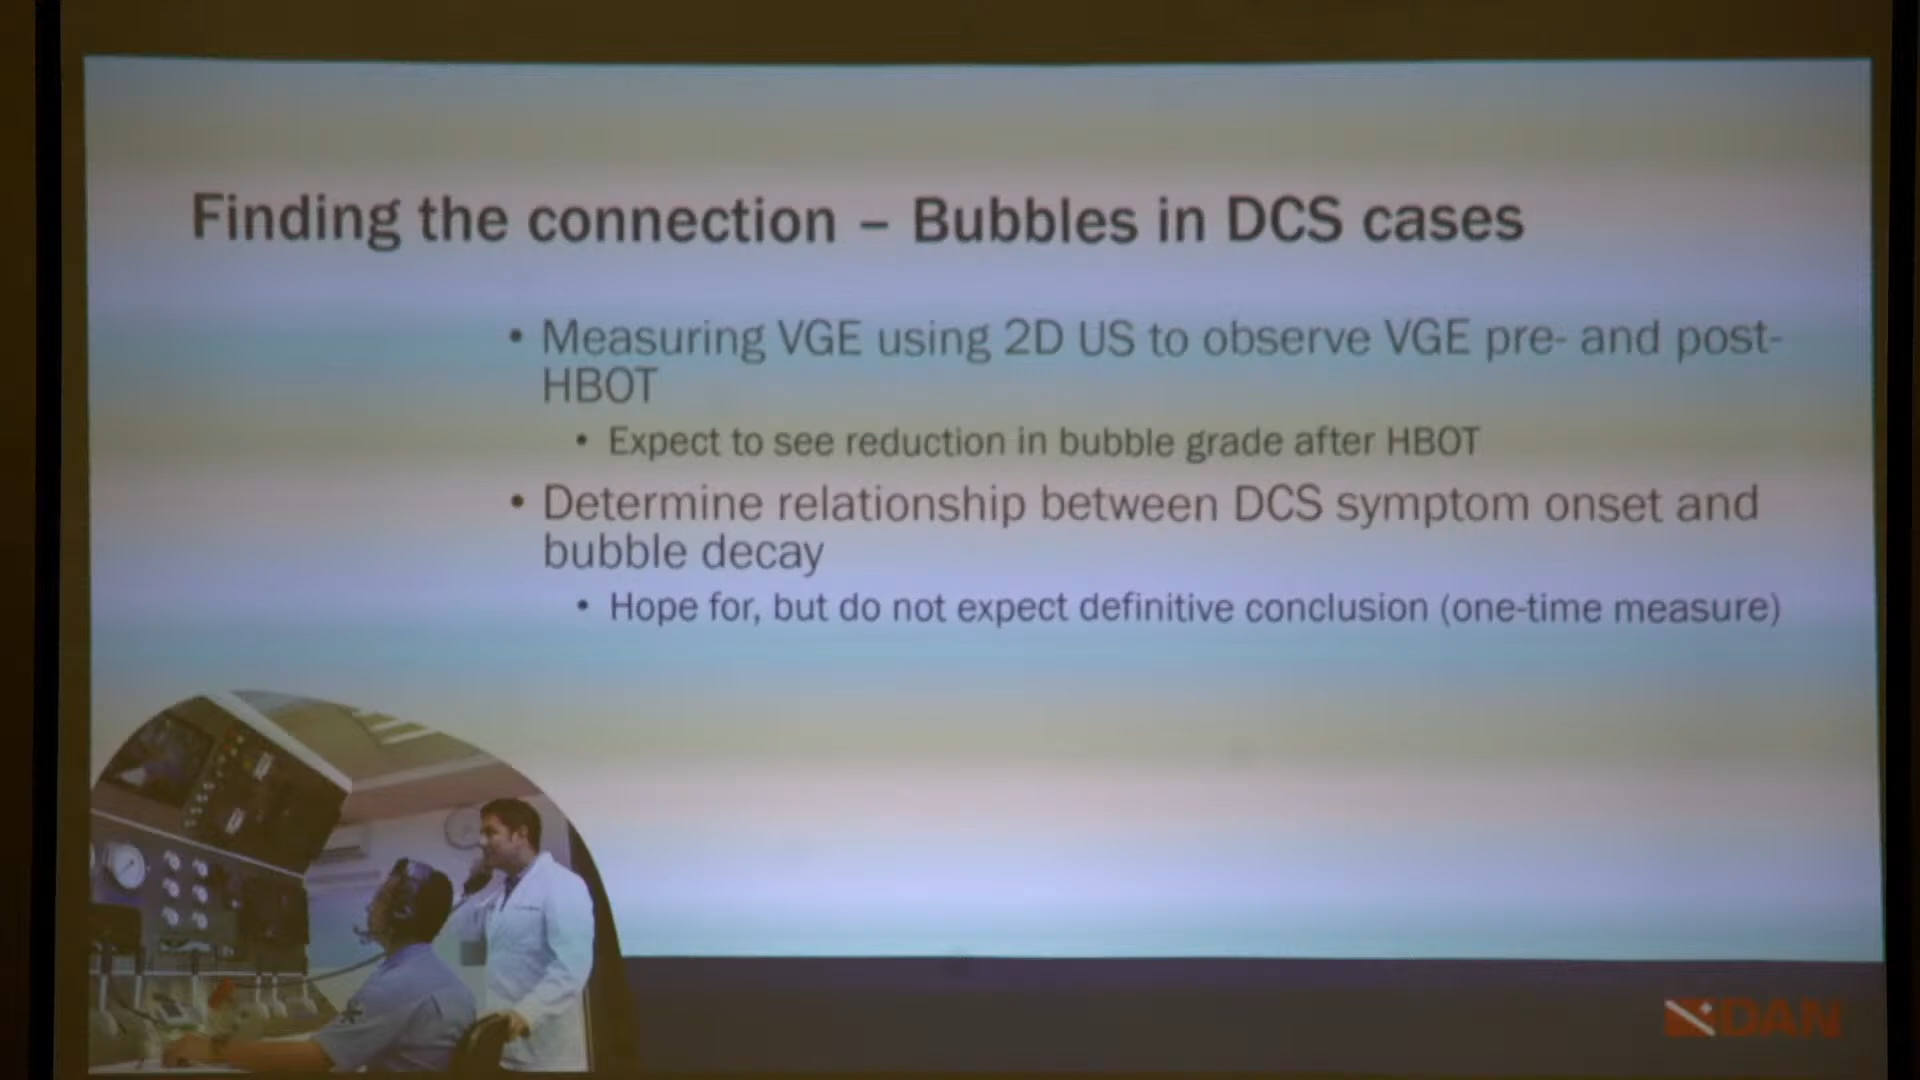 Finding the connection – Bubbles in DCS cases
• Measuring VGE using 2D US to observe VGE pre- and post-
HBOT
• Expect to see reduction in bubble grade after HBOT
• Determine relationship between DCS symptom onset and
bubble decay
• Hope for, but do not expect definitive conclusion (one-time measure)
DAN